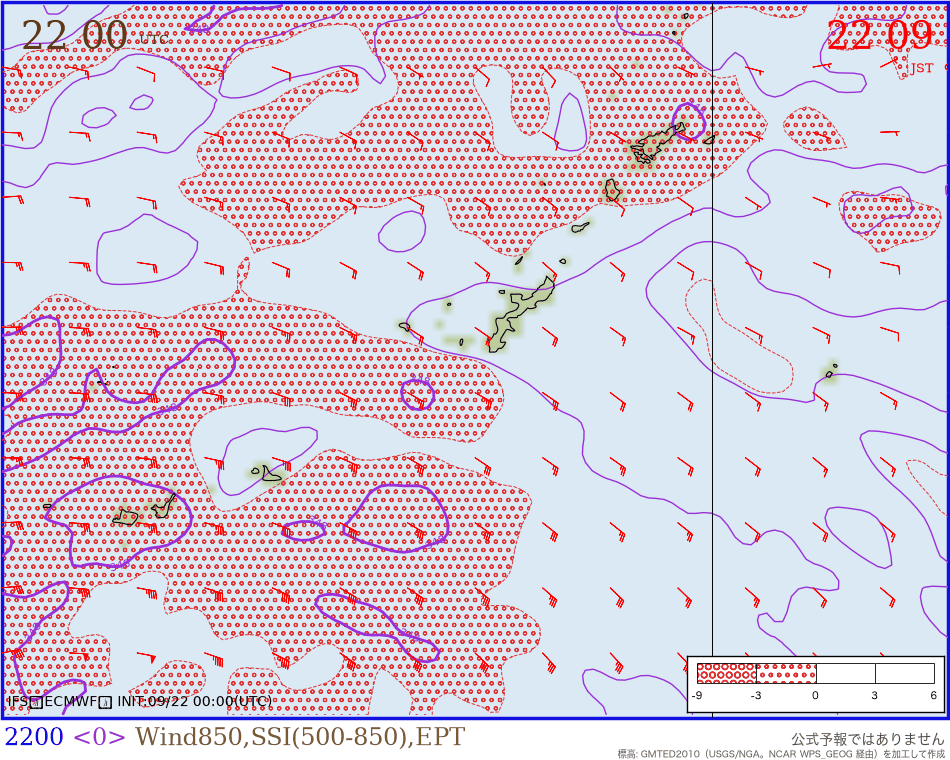 22 00 UTC
22 09
JST
IFS[]ECMWF[] INIT:09/22 00:00(UTC)
-9 -3 0 3 6
2200 <0> Wind850,SSI(500-850),EPT
公式予報ではありません
標高: GMTED2010（USGS/NGA。NCAR WPS_GEOG 経由）を加工して作成